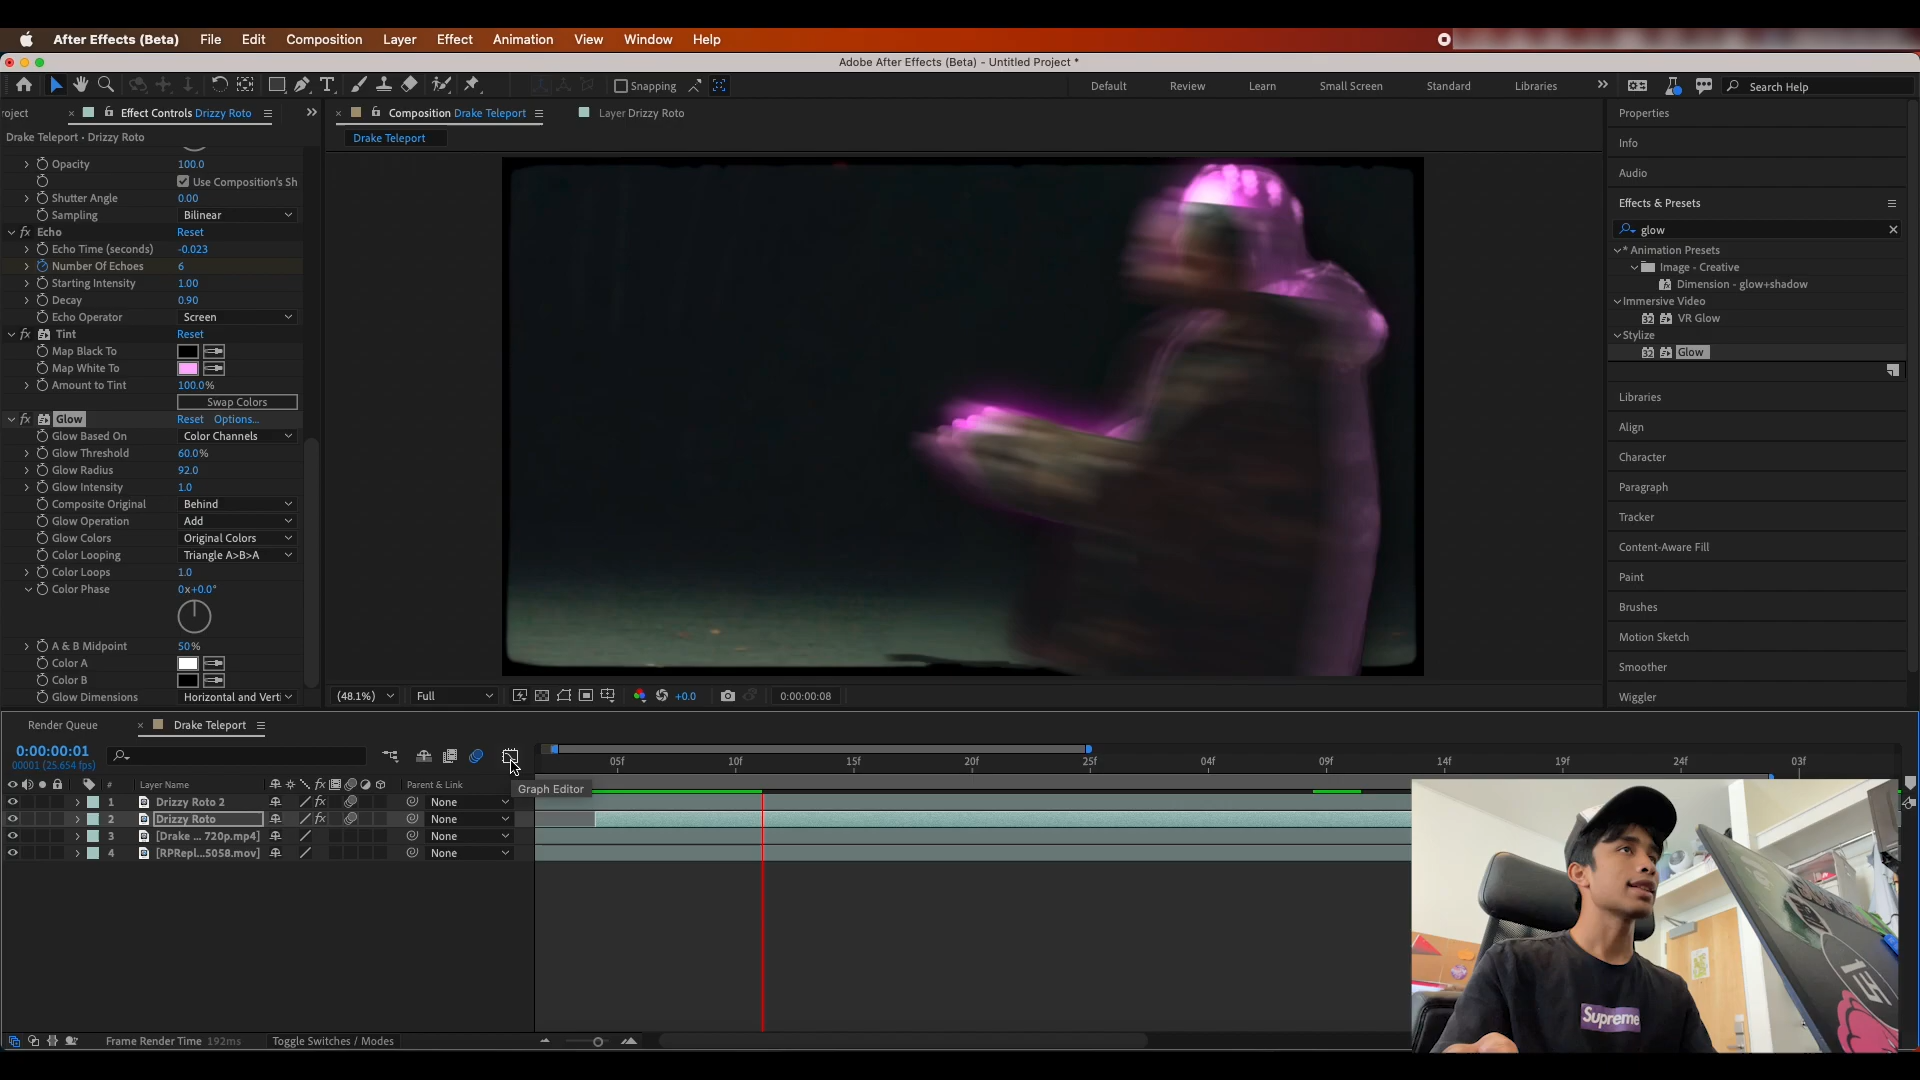 After Effects (Beta) File Edit Composition Layer Effect Animation View Window Help
Adobe After Effects (Beta) - Untitled Project *
Snapping Default Review Learn Small Screen Standard Libraries Search Help
oject Effect Controls Drizzy Roto
Drake Teleport • Drizzy Roto
Opacity 100.0
Use Composition's Sh
Shutter Angle 0.00
Sampling Bilinear
fx Echo Reset
Echo Time (seconds) -0.023
Number Of Echoes 6
Starting Intensity 1.00
Decay 0.90
Echo Operator Screen
fx Tint Reset
Map Black To
Map White To
Amount to Tint 100.0%
Swap Colors
fx Glow Reset Options...
Glow Based On Color Channels
Glow Threshold 60.0%
Glow Radius 92.0
Glow Intensity 1.0
Composite Original Behind
Glow Operation Add
Glow Colors Original Colors
Color Looping Triangle A>B>A
Color Loops 1.0
Color Phase 0x+0.0°
A & B Midpoint 50%
Color A
Color B
Glow Dimensions Horizontal and Verti
Composition Drake Teleport
Layer Drizzy Roto
Drake Teleport
(48.1%) Full +0.0 0:00:00:08
Properties
Info
Audio
Effects & Presets
glow
* Animation Presets
Image - Creative
Dimension - glow+shadow
Immersive Video
32 VR Glow
Stylize
32 Glow
Libraries
Align
Character
Paragraph
Tracker
Content-Aware Fill
Paint
Brushes
Motion Sketch
Smoother
Wiggler
Render Queue Drake Teleport
0:00:00:01
00001 (25.654 fps)
05f 10f 15f 20f 25f 04f 09f 14f 19f 24f 03f
# Layer Name fx Parent & Link
Graph Editor
1 Drizzy Roto 2 fx None
2 Drizzy Roto fx None
3 [Drake ... 720p.mp4] None
4 [RPRepl...5058.mov] None
Frame Render Time 192ms Toggle Switches / Modes
Supreme
13